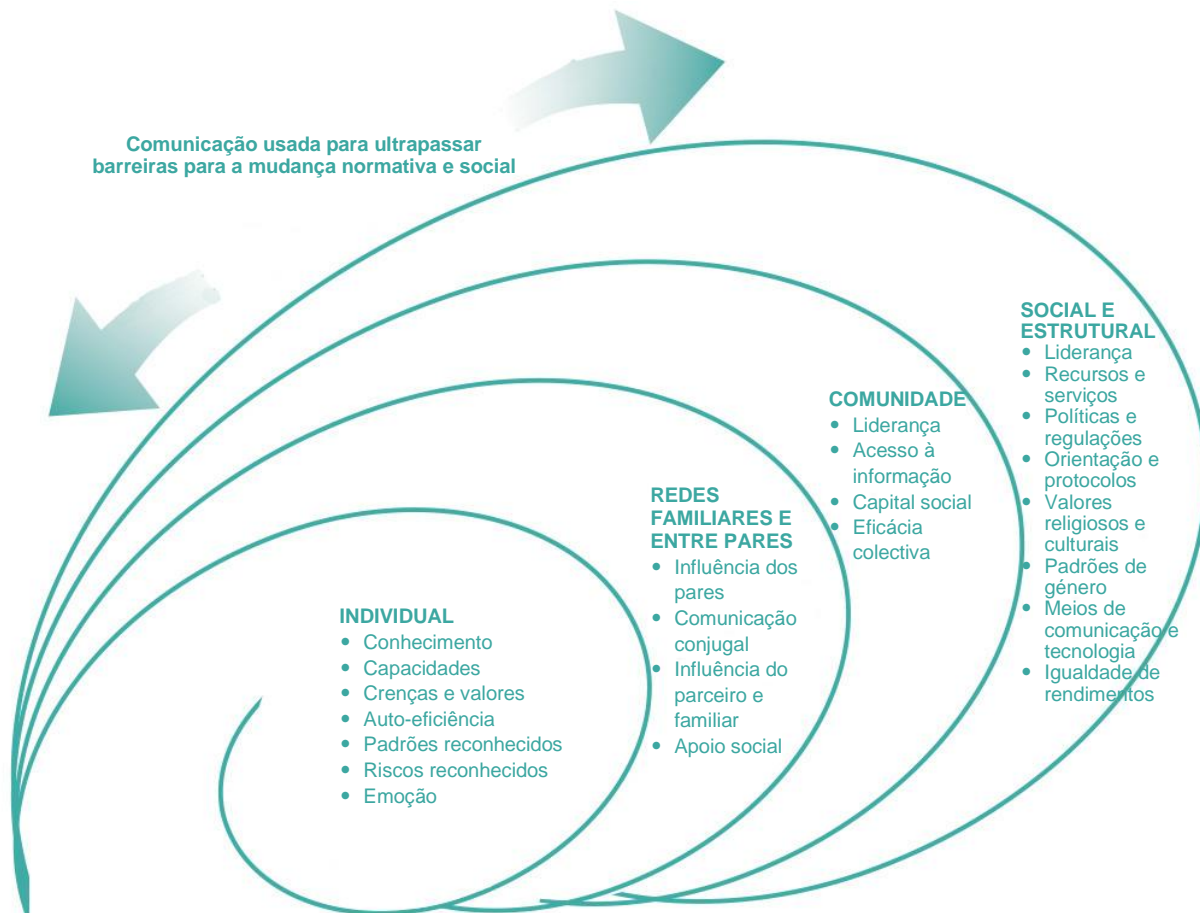 Comunicação usada para ultrapassar
barreiras para a mudança normativa e social
INDIVIDUAL
• Conhecimento
• Capacidades
• Crenças e valores
• Auto-eficiência
• Padrões reconhecidos
• Riscos reconhecidos
• Emoção
REDES
FAMILIARES E
ENTRE PARES
• Influência dos
pares
• Comunicação
conjugal
• Influência do
parceiro e
familiar
• Apoio social
COMUNIDADE
• Liderança
• Acesso à
informação
• Capital social
• Eficácia
colectiva
SOCIAL E
ESTRUTURAL
• Liderança
• Recursos e
serviços
• Políticas e
regulações
• Orientação e
protocolos
• Valores
religiosos e
culturais
• Padrões de
género
• Meios de
comunicação e
tecnologia
• Igualdade de
rendimentos